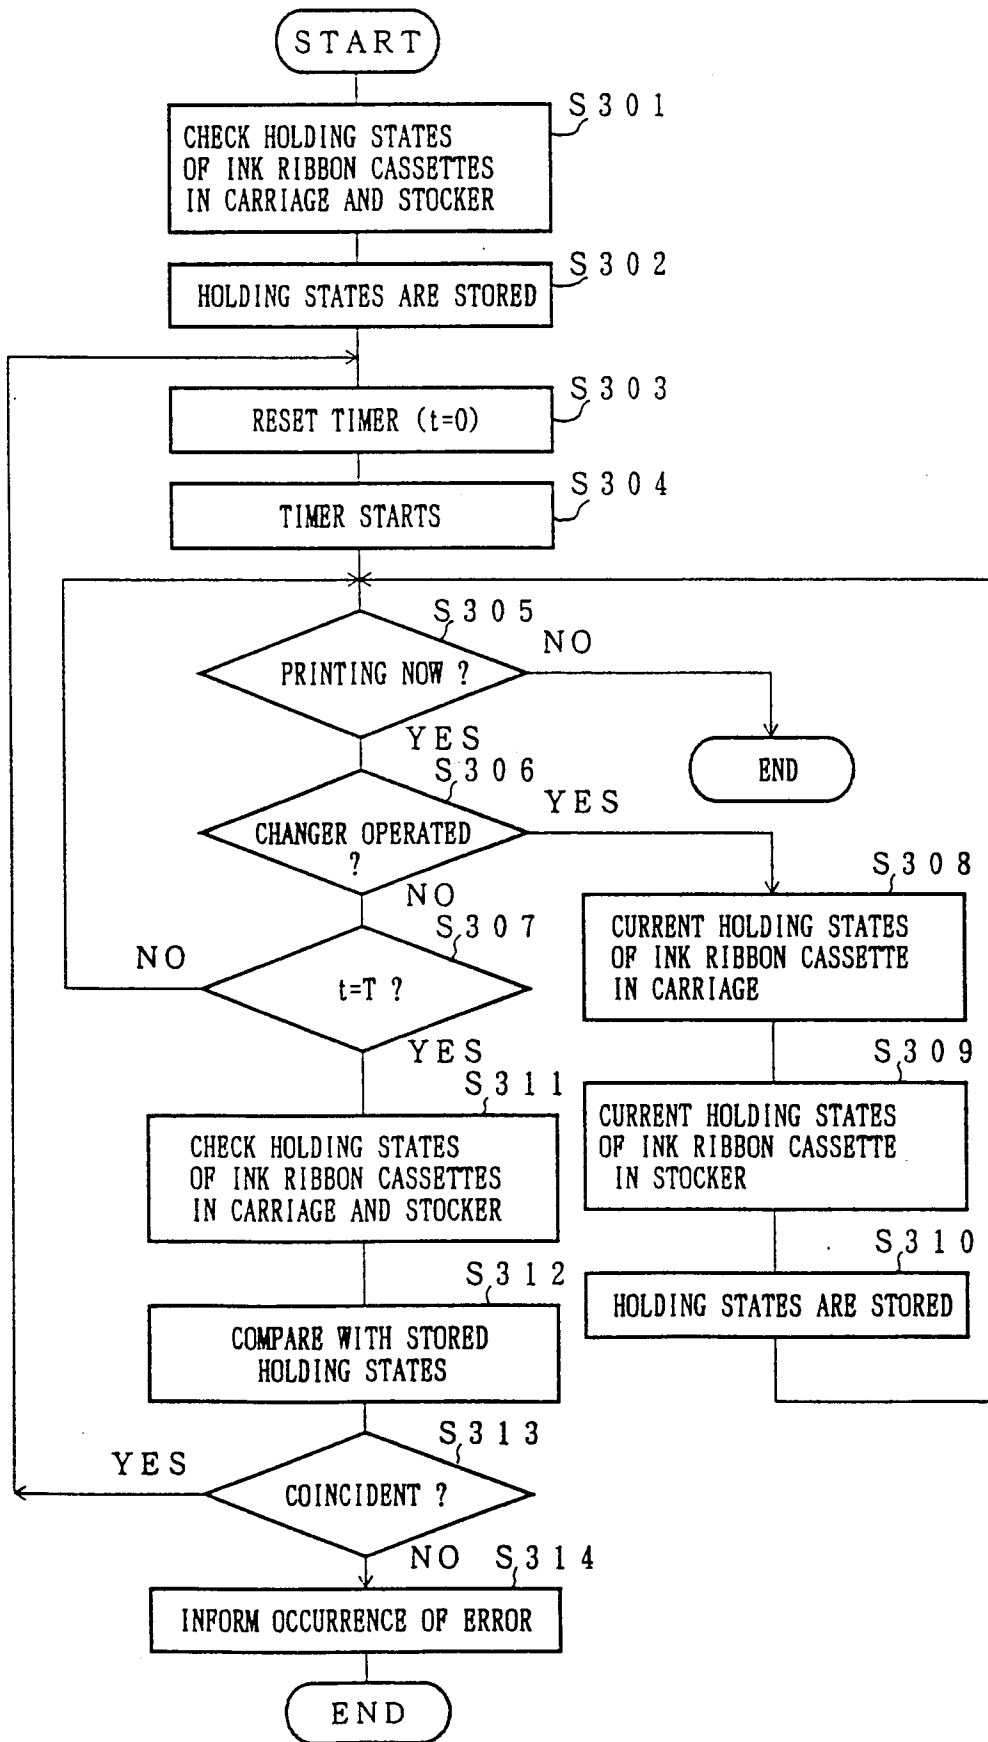 START
S301
CHECK HOLDING STATES
OF INK RIBBON CASSETTES
IN CARRIAGE AND STOCKER
S302
HOLDING STATES ARE STORED
S303
RESET TIMER (t=0)
S304
TIMER STARTS
S305
PRINTING NOW ?
NO
YES
END
S306
CHANGER OPERATED
?
YES
NO
S307
t=T ?
NO
YES
S308
CURRENT HOLDING STATES
OF INK RIBBON CASSETTE
IN CARRIAGE
S309
CURRENT HOLDING STATES
OF INK RIBBON CASSETTE
IN STOCKER
S310
HOLDING STATES ARE STORED
S311
CHECK HOLDING STATES
OF INK RIBBON CASSETTES
IN CARRIAGE AND STOCKER
S312
COMPARE WITH STORED
HOLDING STATES
S313
COINCIDENT ?
YES
NO
S314
INFORM OCCURRENCE OF ERROR
END